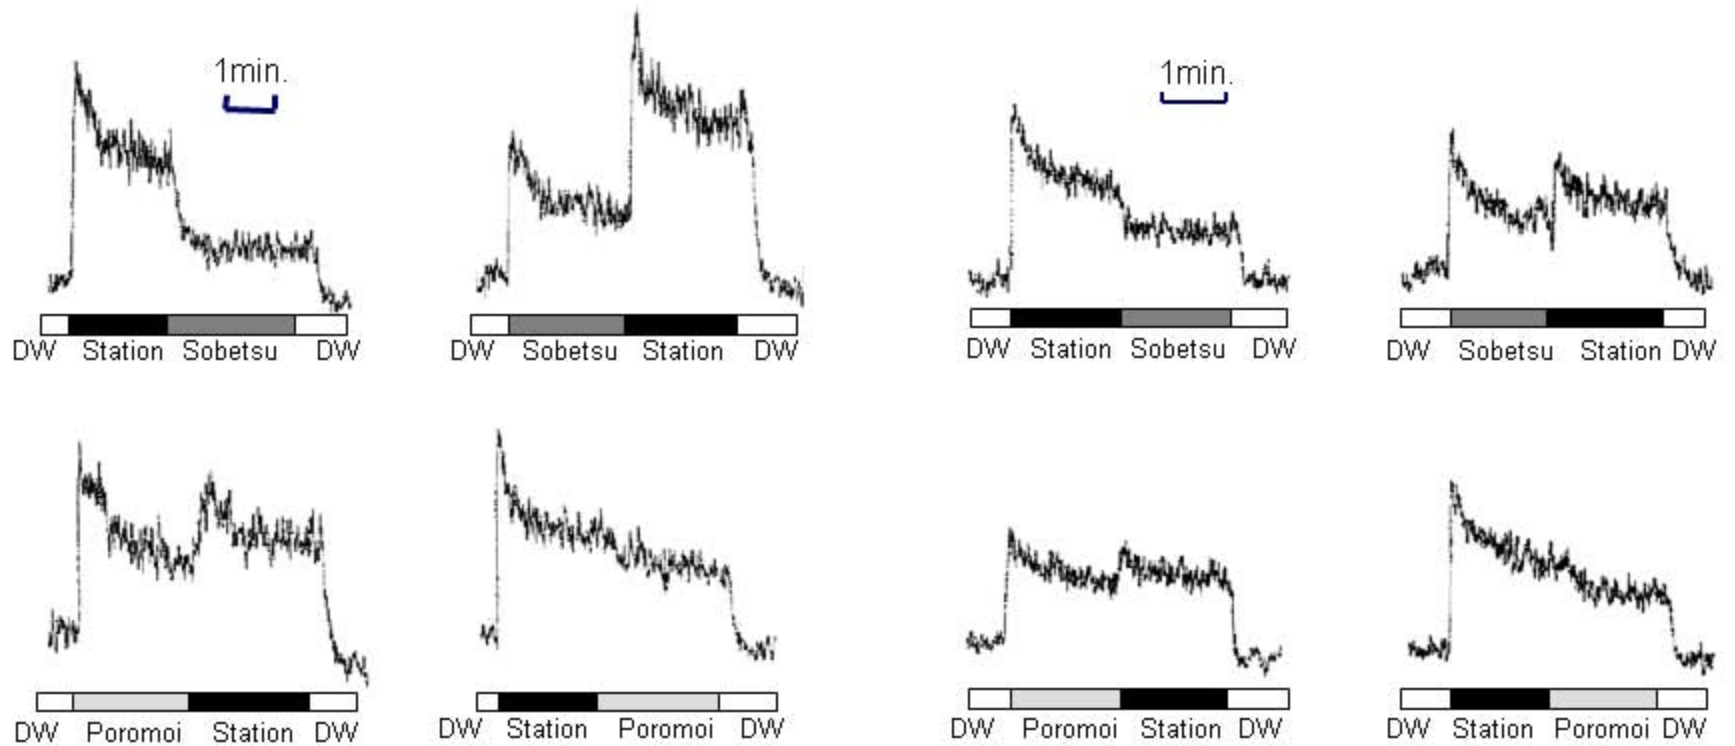 1min.
1min.
DW Station Sobetsu DW
DW Sobetsu Station DW
DW Station Sobetsu DW
DW Sobetsu Station DW
DW Poromoi Station DW
DW Station Poromoi DW
DW Poromoi Station DW
DW Station Poromoi DW